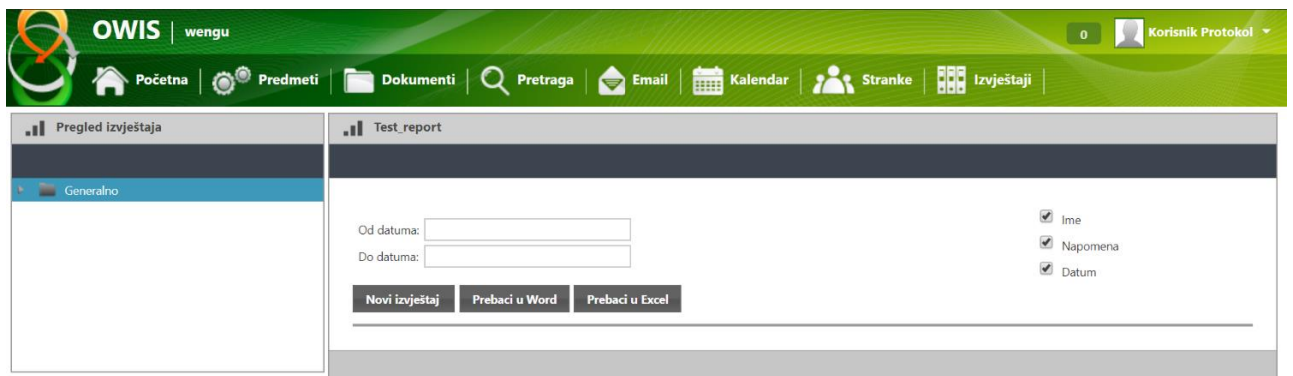 OWIS | wengu
0 Korisnik Protokol
Početna | Predmeti | Dokumenti | Pretraga | Email | Kalendar | Stranke | Izvještaji |
Pregled izvještaja
Generalno
Test_report
Od datuma:
Do datuma:
Ime
Napomena
Datum
Novi izvještaj Prebaci u Word Prebaci u Excel